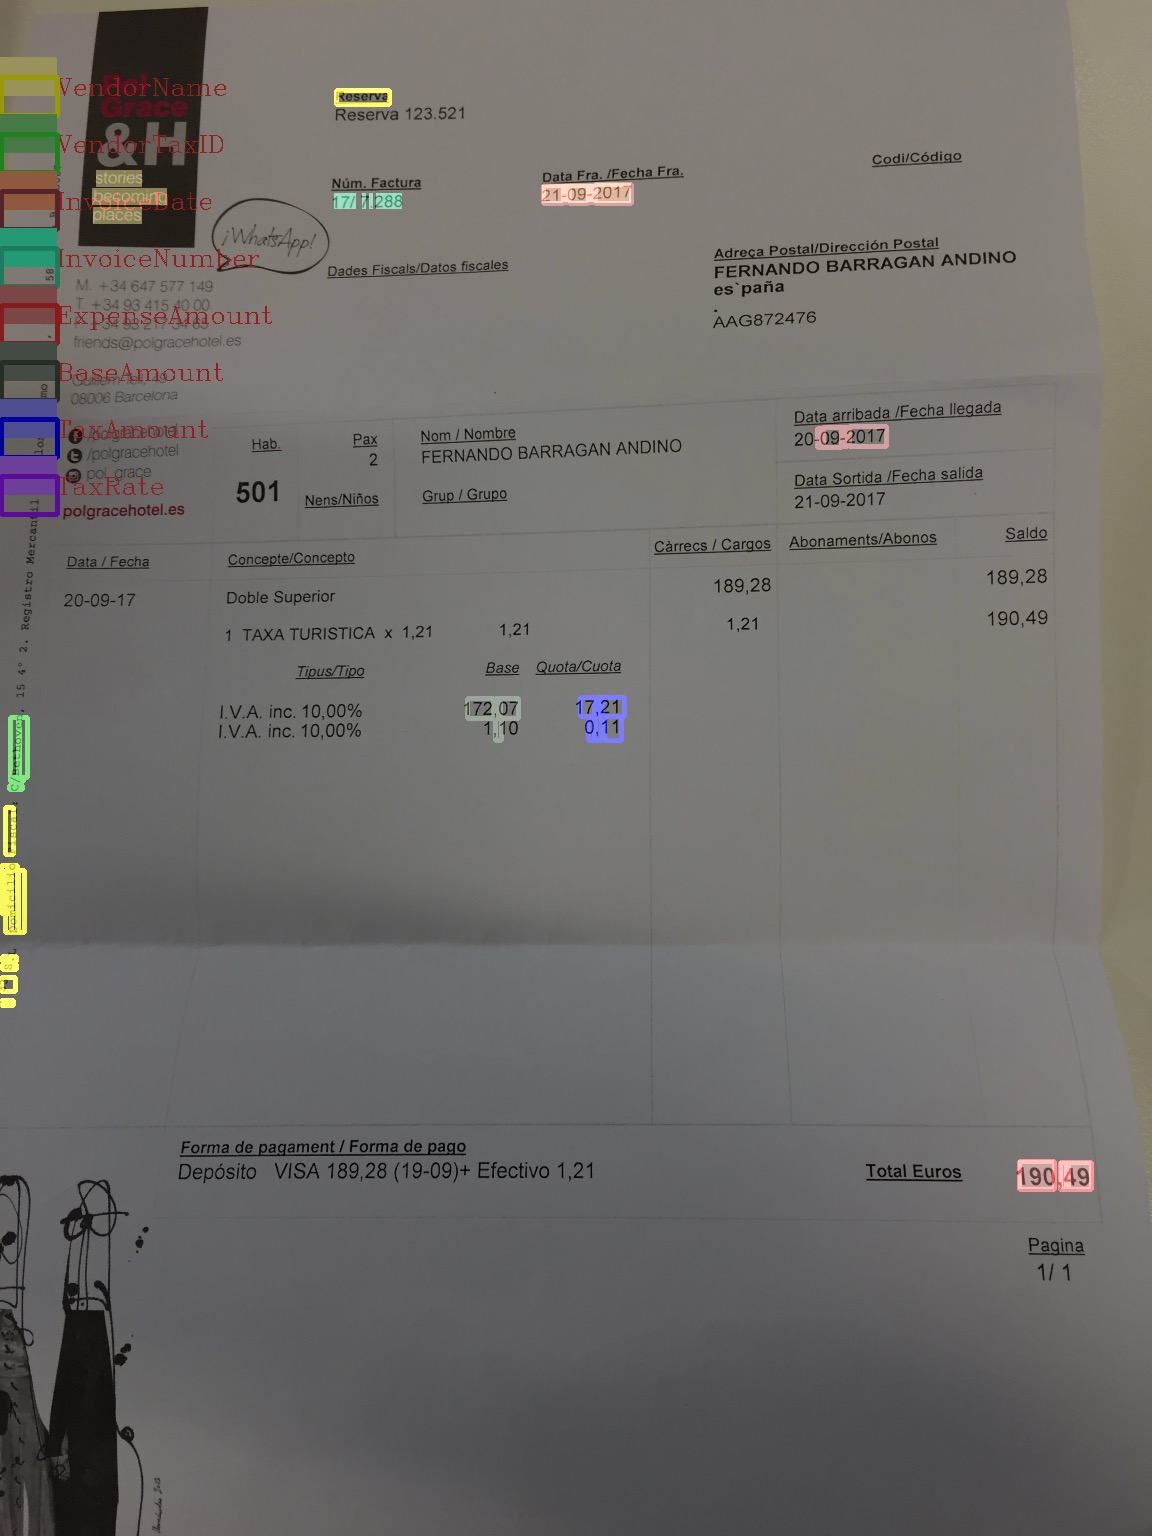 Pol
Grace
&H
stories
becoming
places
VendorName
VendorTaxID
InvoiceDate
InvoiceNumber
ExpenseAmount
BaseAmount
TaxAmount
TaxRate
¡WhatsApp!
M. +34 647 577 149
T. +34 93 415 40 00
friends@polgracehotel.es
08006 Barcelona
/polgracehotel
/polgracehotel
pol_grace
polgracehotel.es
Reserva
Reserva 123.521
Núm. Factura
17/ 7.288
Data Fra. /Fecha Fra.
21-09-2017
Codi/Código
Dades Fiscals/Datos fiscales
Adreça Postal/Dirección Postal
FERNANDO BARRAGAN ANDINO
es`paña
.
AAG872476
Hab.
501
Pax
2
Nens/Niños
Nom / Nombre
FERNANDO BARRAGAN ANDINO
Grup / Grupo
Data arribada /Fecha llegada
20-09-2017
Data Sortida /Fecha salida
21-09-2017
Data / Fecha Concepte/Concepto Càrrecs / Cargos Abonaments/Abonos Saldo
20-09-17 Doble Superior 189,28 189,28
1 TAXA TURISTICA x 1,21 1,21 1,21 190,49
Tipus/Tipo Base Quota/Cuota
I.V.A. inc. 10,00% 172,07 17,21
I.V.A. inc. 10,00% 1,10 0,11
Forma de pagament / Forma de pago
Depósito VISA 189,28 (19-09)+ Efectivo 1,21
Total Euros 190,49
Pagina
1/ 1
, 15 4º 2. Registro Mercantil